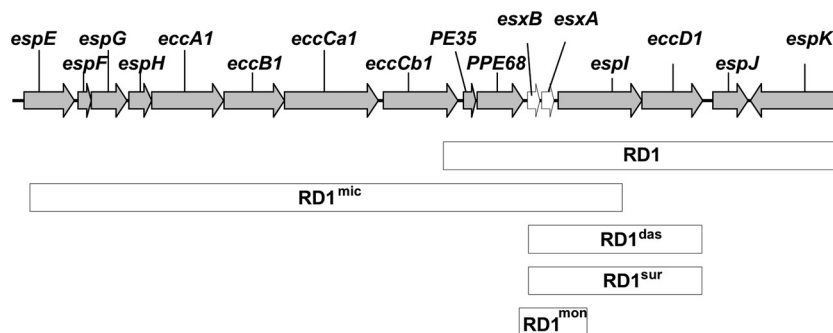 espE espG eccA1 eccCa1 PE35 esxB esxA eccD1 espK
espF espH eccB1 eccCb1 PPE68 espI espJ
RD1
RD1mic
RD1das
RD1sur
RD1mon